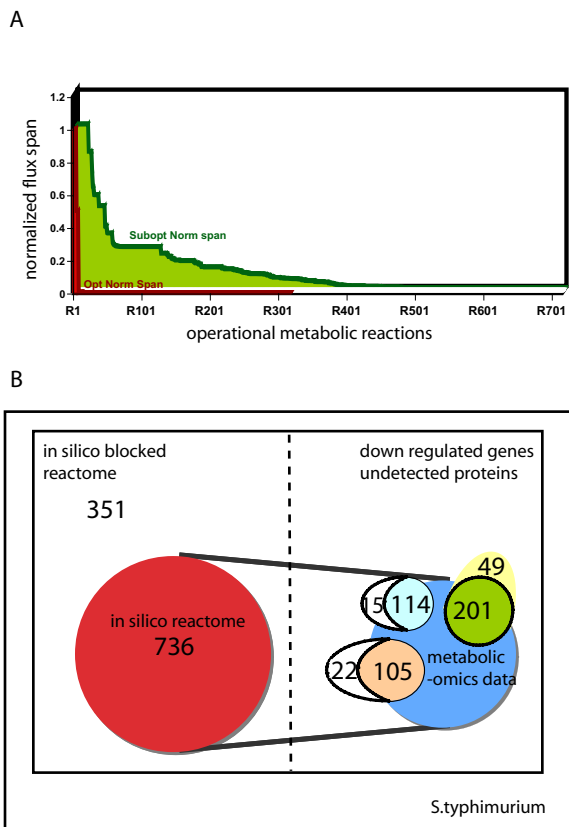 A
1.2
1
0.8
0.6
0.4
0.2
0
normalized flux span
Subopt Norm span
Opt Norm Span
R1 R101 R201 R301 R401 R501 R601 R701
operational metabolic reactions
B
in silico blocked
reactome
351
down regulated genes
undetected proteins
in silico reactome
736
49
15 114
201
22 105
metabolic
-omics data
S.typhimurium